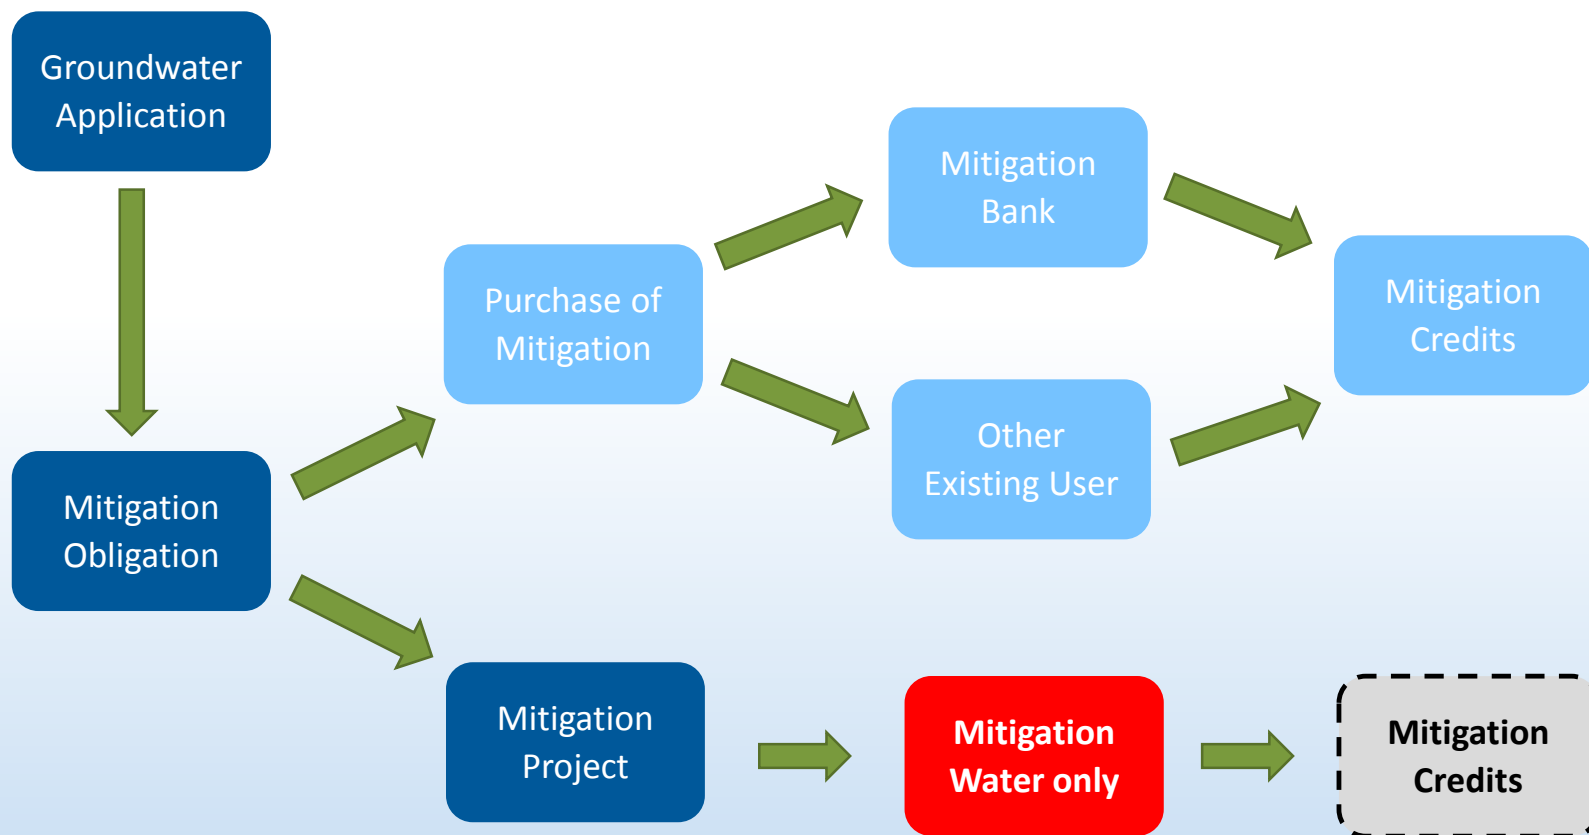 Groundwater
Application
Mitigation
Obligation
Purchase of
Mitigation
Mitigation
Bank
Other
Existing User
Mitigation
Credits
Mitigation
Project
Mitigation
Water only
Mitigation
Credits